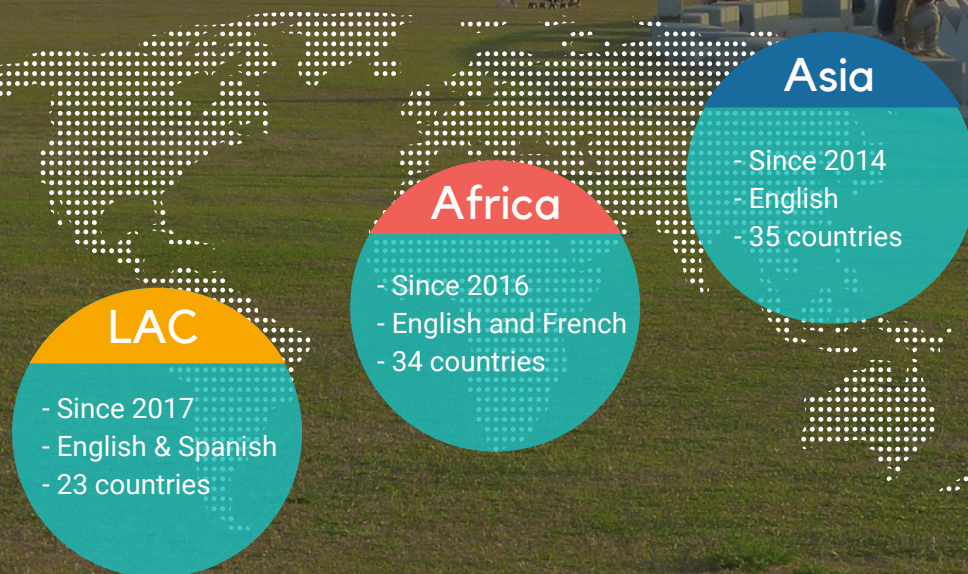 Asia
- Since 2014
- English
- 35 countries
Africa
- Since 2016
- English and French
- 34 countries
LAC
- Since 2017
- English & Spanish
- 23 countries